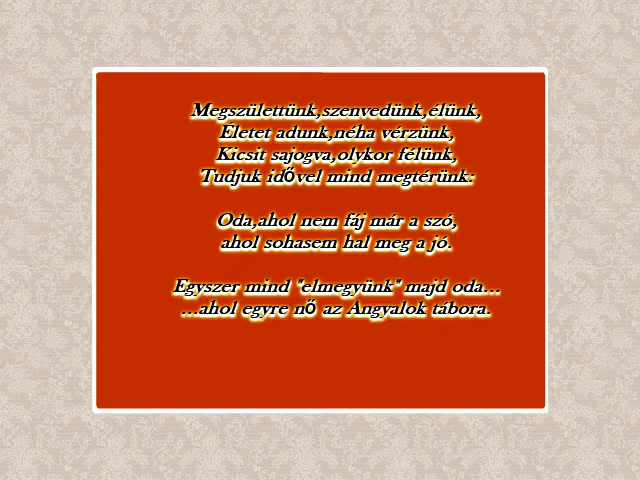 Megszülettünk,szenvedünk,élünk,
Életet adunk,néha vérzünk,
Kicsit sajogva,olykor félünk,
Tudjuk idővel mind megtérünk:
Oda,ahol nem fáj már a szó,
ahol sohasem hal meg a jó.
Egyszer mind "elmegyünk" majd oda...
...ahol egyre nő az Angyalok tábora.